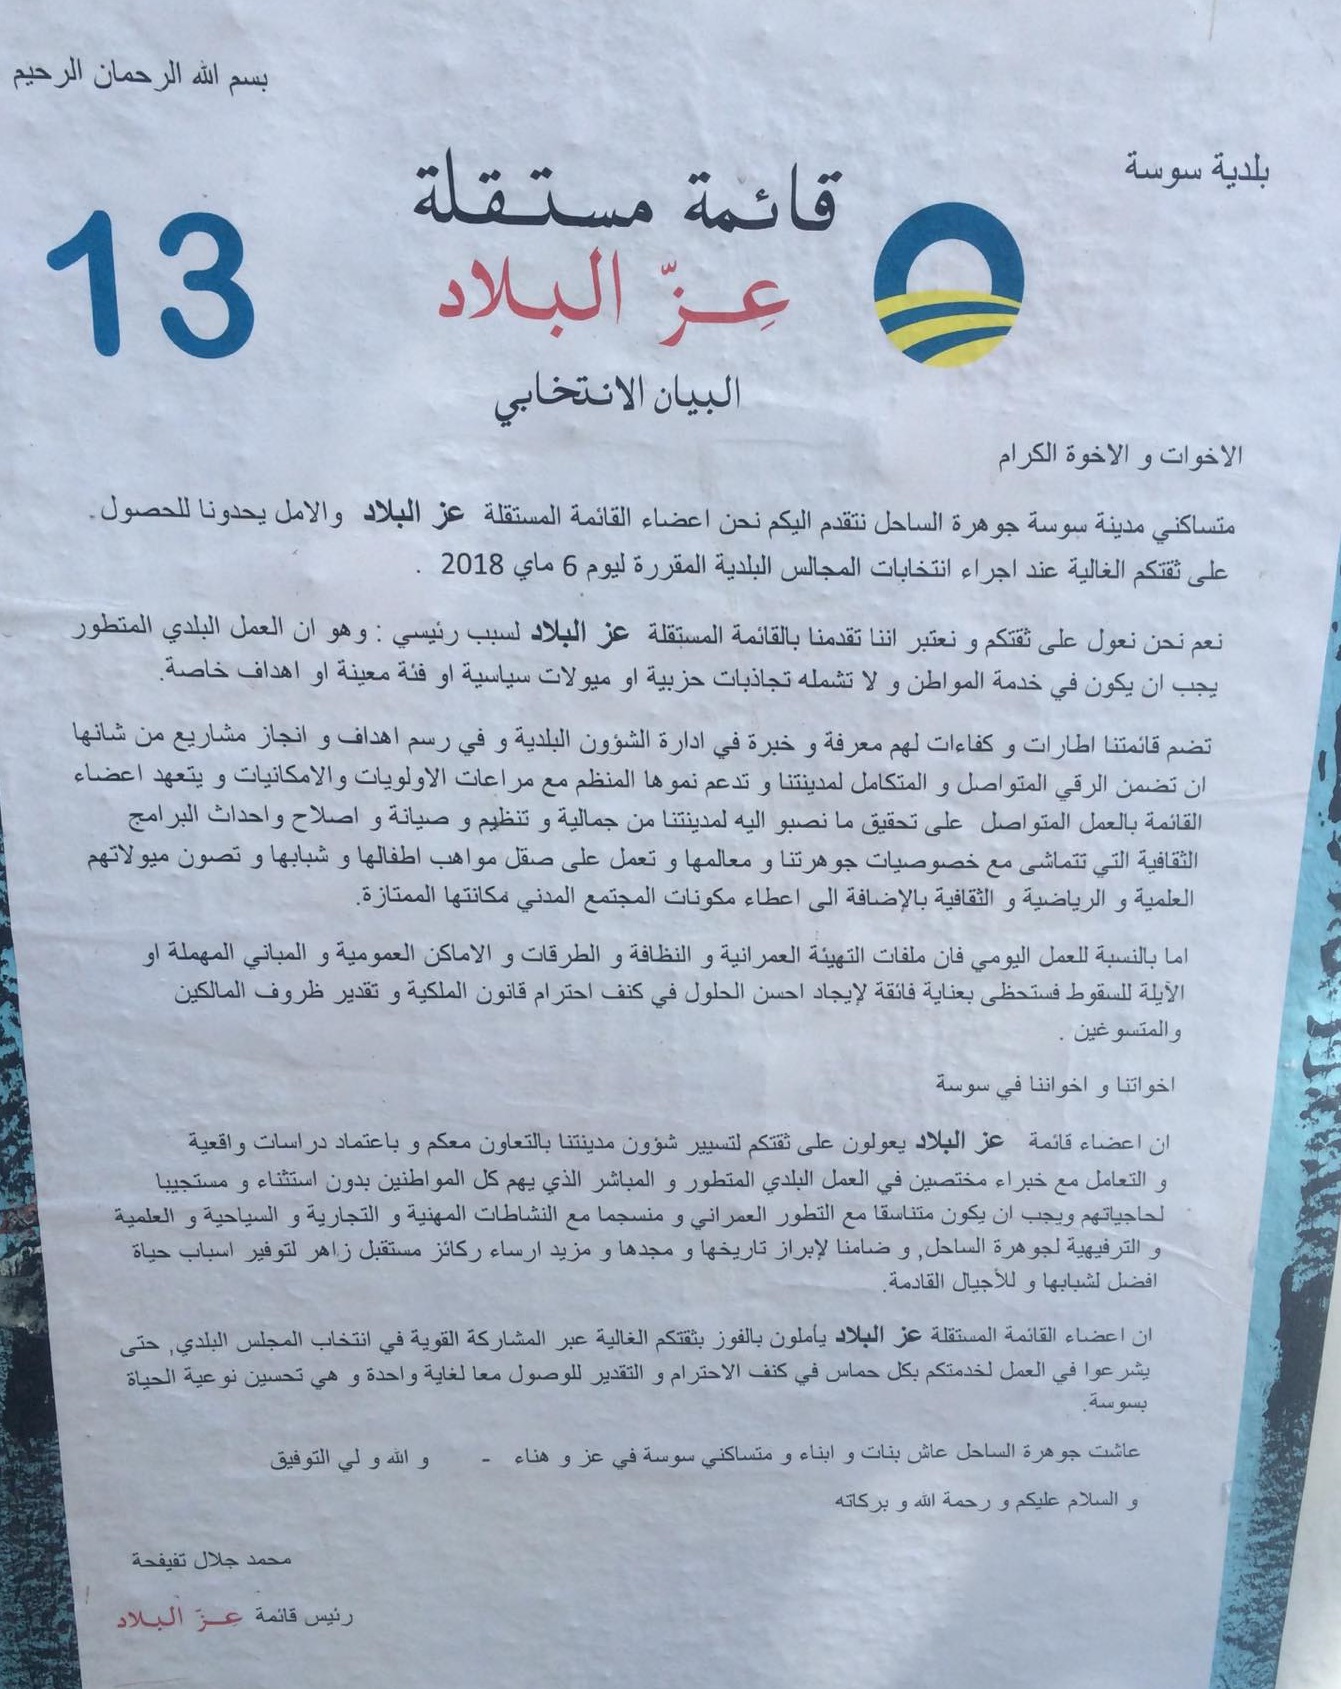 بسم الله الرحمان الرحيم
بلدية سوسة
قائمة مستقلة
عِزّ البلاد
13
البيان الانتخابي
الاخوات و الاخوة الكرام
متساكني مدينة سوسة جوهرة الساحل نتقدم اليكم نحن اعضاء القائمة المستقلة عز البلاد والامل يحدونا للحصول
على ثقتكم الغالية عند اجراء انتخابات المجالس البلدية المقررة ليوم 6 ماي 2018 .
نعم نحن نعول على ثقتكم و نعتبر اننا تقدمنا بالقائمة المستقلة عز البلاد لسبب رئيسي : وهو ان العمل البلدي المتطور
يجب ان يكون في خدمة المواطن و لا تشمله تجاذبات حزبية او ميولات سياسية او فئة معينة او اهداف خاصة.
تضم قائمتنا اطارات و كفاءات لهم معرفة و خبرة في ادارة الشؤون البلدية و في رسم اهداف و انجاز مشاريع من شانها
ان تضمن الرقي المتواصل و المتكامل لمدينتنا و تدعم نموها المنظم مع مراعات الاولويات والامكانيات و يتعهد اعضاء
القائمة بالعمل المتواصل على تحقيق ما نصبو اليه لمدينتنا من جمالية و تنظيم و صيانة و اصلاح واحداث البرامج
الثقافية التي تتماشى مع خصوصيات جوهرتنا و معالمها و تعمل على صقل مواهب اطفالها و شبابها و تصون ميولاتهم
العلمية و الرياضية و الثقافية بالإضافة الى اعطاء مكونات المجتمع المدني مكانتها الممتازة.
اما بالنسبة للعمل اليومي فان ملفات التهيئة العمرانية و النظافة و الطرقات و الاماكن العمومية و المباني المهملة او
الآيلة للسقوط فستحظى بعناية فائقة لإيجاد احسن الحلول في كنف احترام قانون الملكية و تقدير ظروف المالكين
والمتسوغين .
اخواتنا و اخواننا في سوسة
ان اعضاء قائمة عز البلاد يعولون على ثقتكم لتسيير شؤون مدينتنا بالتعاون معكم و باعتماد دراسات واقعية
و التعامل مع خبراء مختصين في العمل البلدي المتطور و المباشر الذي يهم كل المواطنين بدون استثناء و مستجيبا
لحاجياتهم ويجب ان يكون متناسقا مع التطور العمراني و منسجما مع النشاطات المهنية و التجارية و السياحية و العلمية
و الترفيهية لجوهرة الساحل, و ضامنا لإبراز تاريخها و مجدها و مزيد ارساء ركائز مستقبل زاهر لتوفير اسباب حياة
افضل لشبابها و للأجيال القادمة.
ان اعضاء القائمة المستقلة عز البلاد يأملون بالفوز بثقتكم الغالية عبر المشاركة القوية في انتخاب المجلس البلدي, حتى
يشرعوا في العمل لخدمتكم بكل حماس في كنف الاحترام و التقدير للوصول معا لغاية واحدة و هي تحسين نوعية الحياة
بسوسة.
عاشت جوهرة الساحل عاش بنات و ابناء و متساكني سوسة في عز و هناء - و الله و لي التوفيق
و السلام عليكم و رحمة الله و بركاته
محمد جلال تفيفحة
رئيس قائمة عزّ البلاد